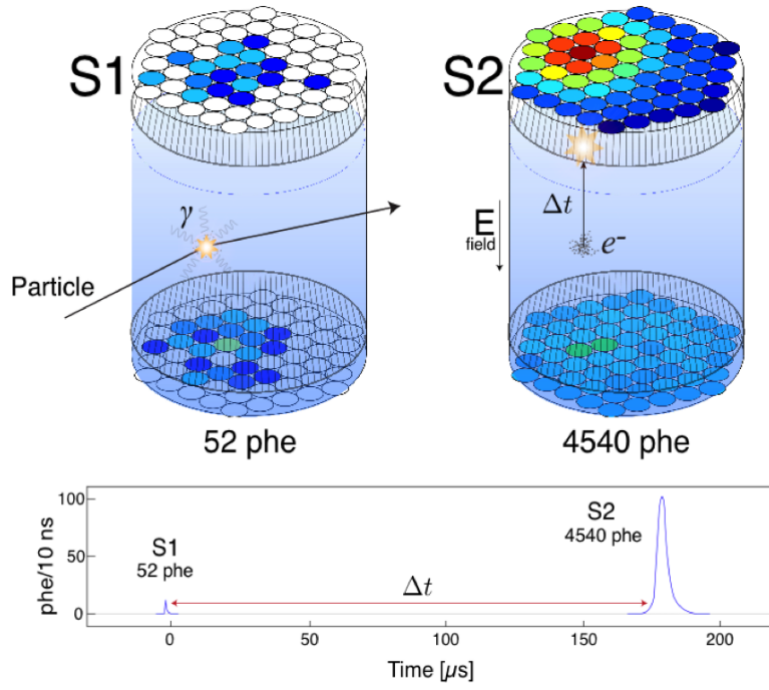 S1
γ
Particle
52 phe
S2
Δt
E
field
e⁻
4540 phe
phe/10 ns
100
50
0
S1
52 phe
Δt
S2
4540 phe
0
50
100
150
200
Time [μs]